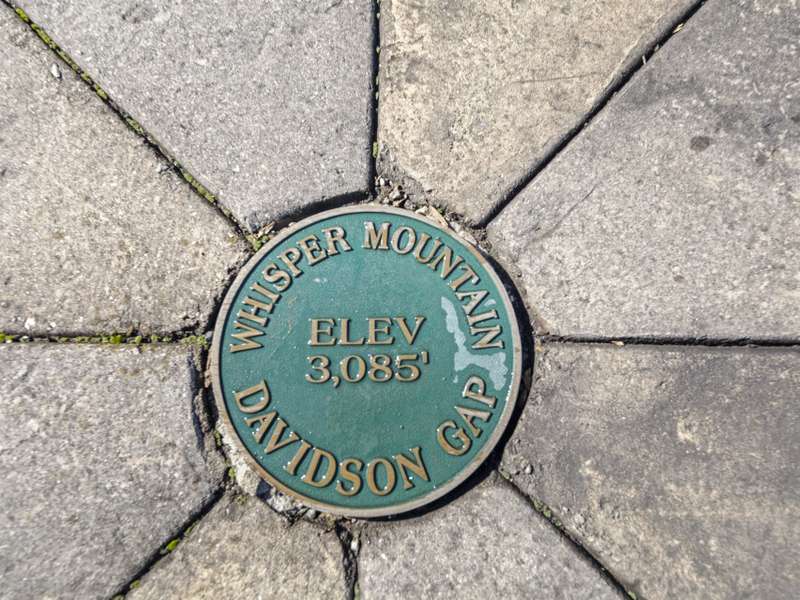 WHISPER MOUNTAIN
ELEV
3,085'
DAVIDSON GAP